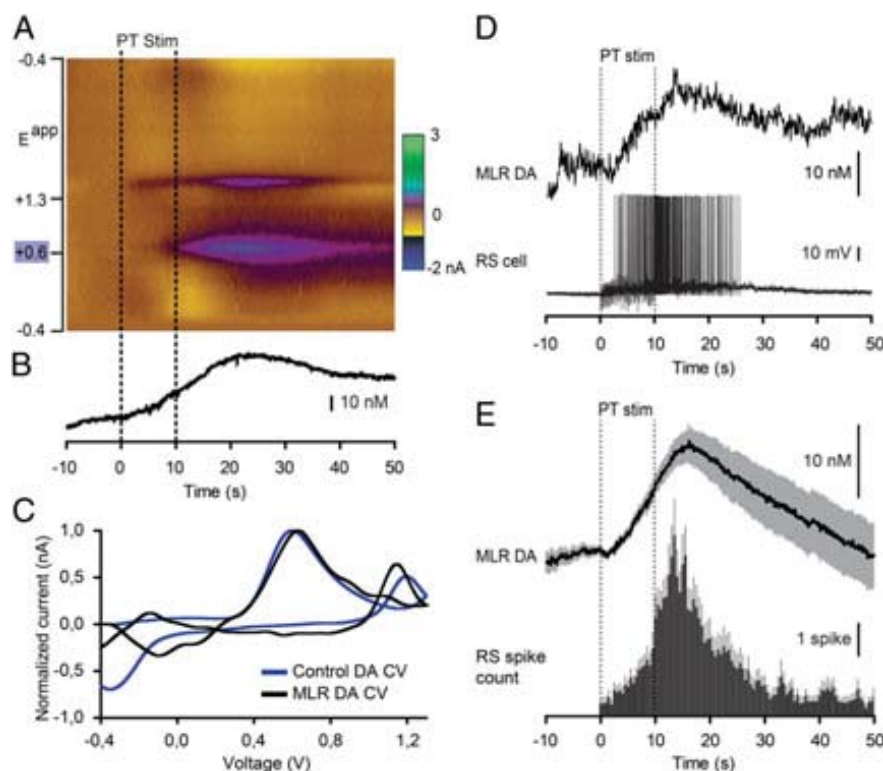 A
PT Stim
-0.4
E app
+1.3
+0.6
-0.4
3
0
-2 nA
B
10 nM
-10 0 10 20 30 40 50
Time (s)
C
Normalized current (nA)
1,0
0,5
0,0
-0,5
-1,0
Control DA CV
MLR DA CV
-0,4 0,0 0,4 0,8 1,2
Voltage (V)
D
PT stim
MLR DA
10 nM
RS cell
10 mV
-10 0 10 20 30 40 50
Time (s)
E
PT stim
10 nM
MLR DA
RS spike
count
1 spike
-10 0 10 20 30 40 50
Time (s)